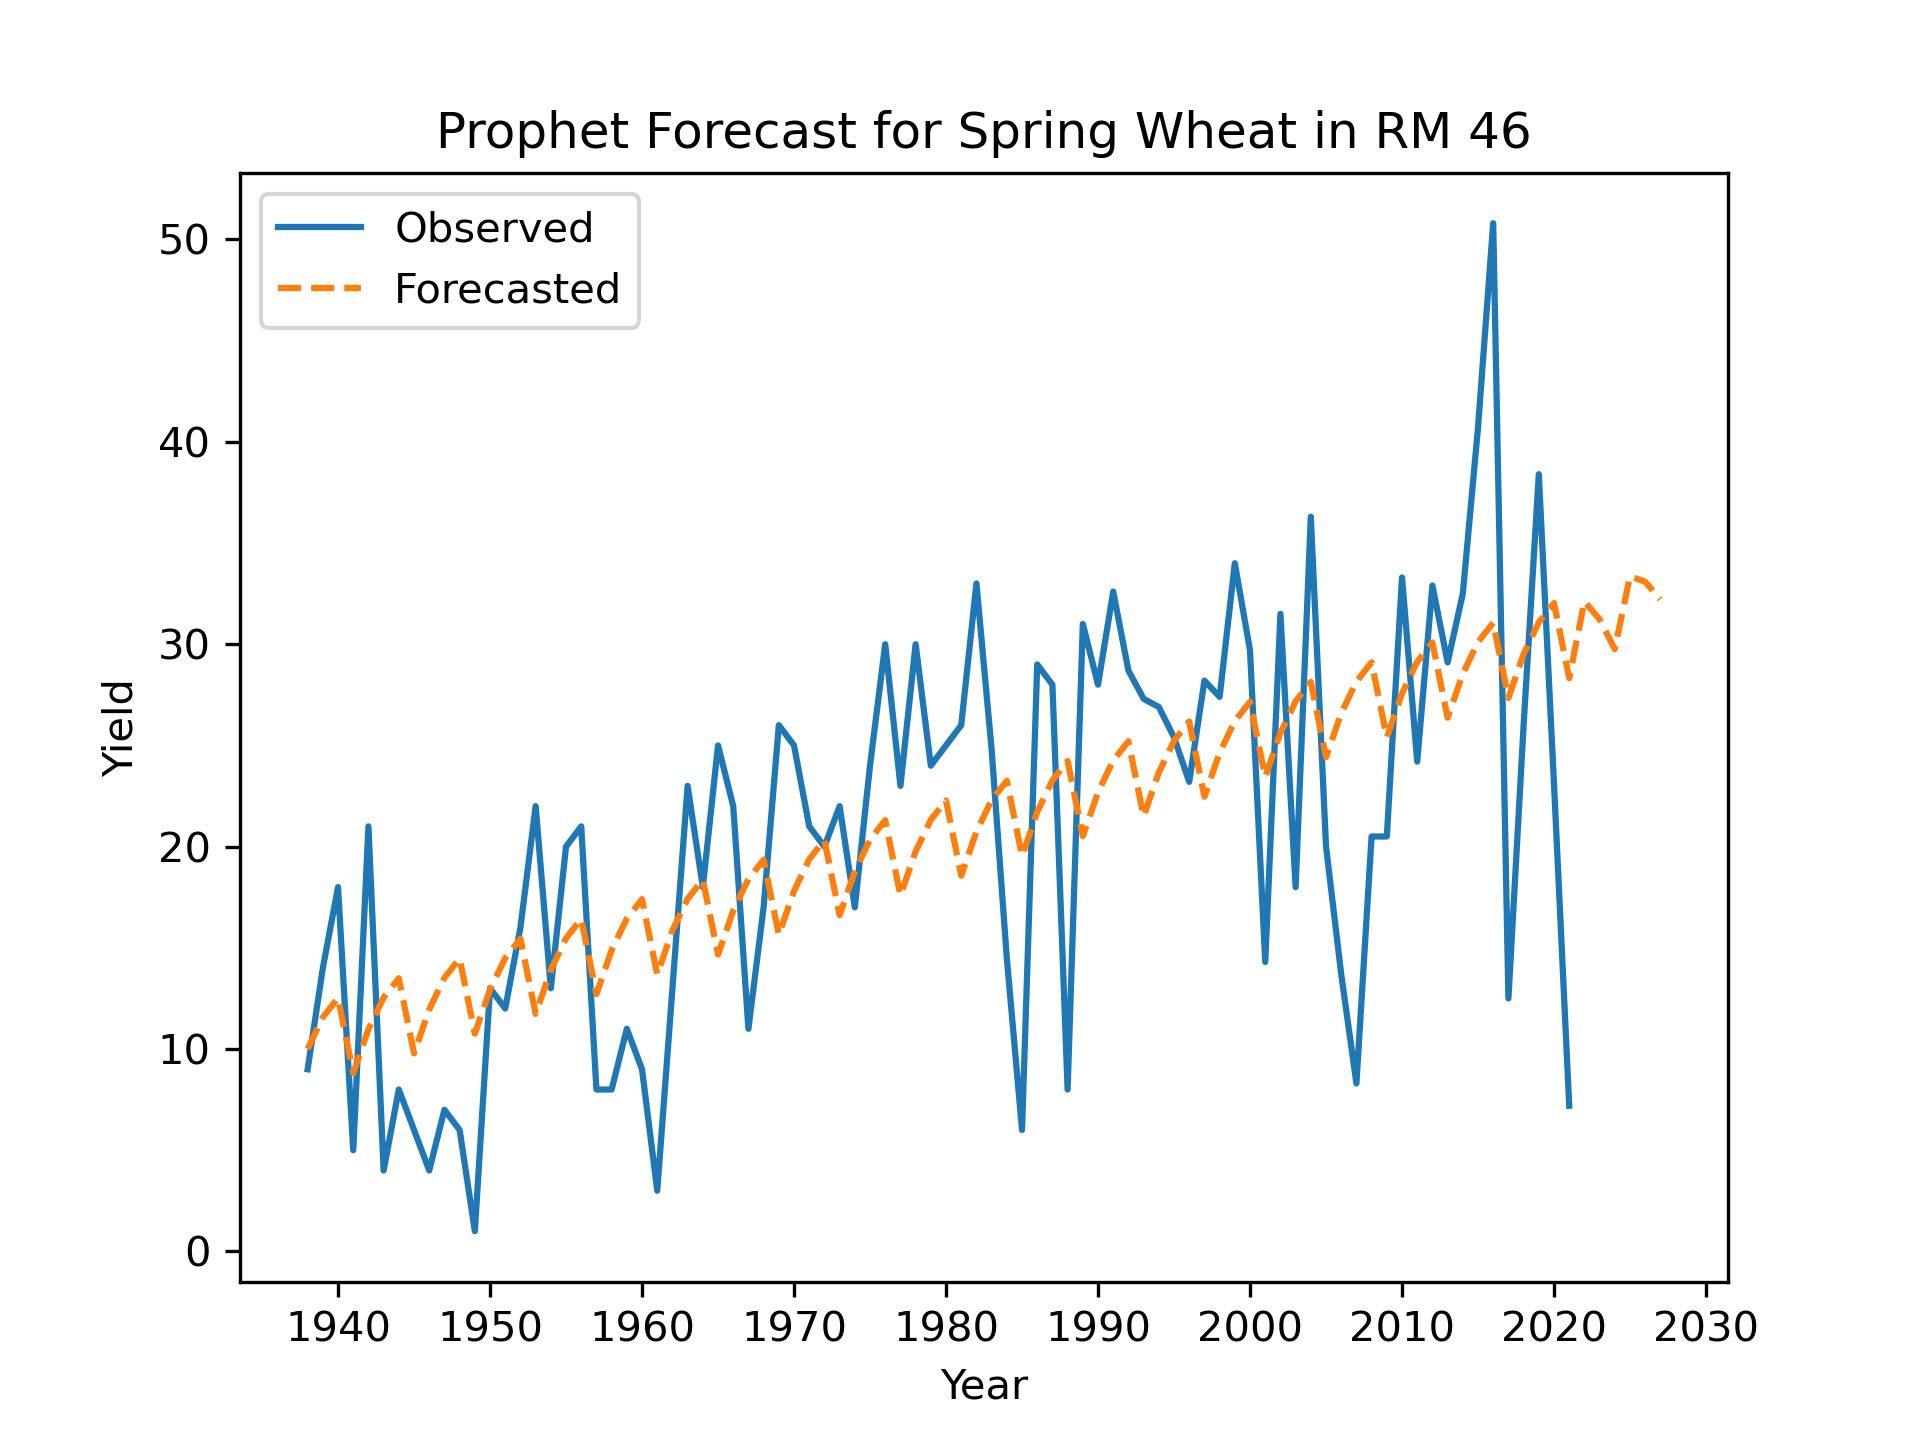 Prophet Forecast for Spring Wheat in RM 46
Observed
Forecasted
50
40
30
20
10
0
Yield
1940 1950 1960 1970 1980 1990 2000 2010 2020 2030
Year